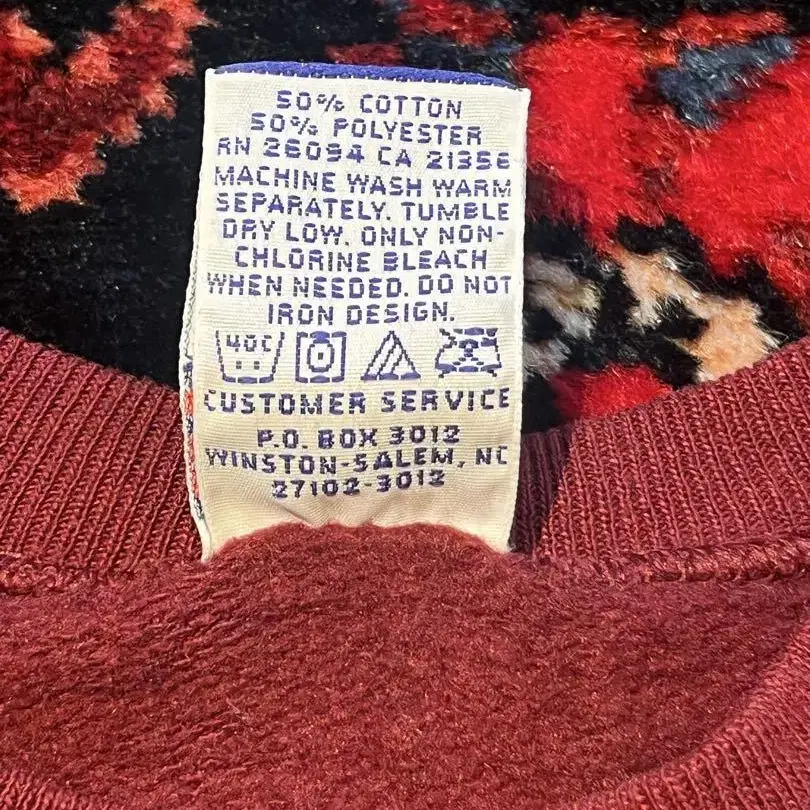 50% COTTON
50% POLYESTER
RN 26094 CA 21356
MACHINE WASH WARM
SEPARATELY. TUMBLE
DRY LOW. ONLY NON-
CHLORINE BLEACH
WHEN NEEDED. DO NOT
IRON DESIGN.
40C
CUSTOMER SERVICE
P.O. BOX 3012
WINSTON-SALEM, NC
27102-3012